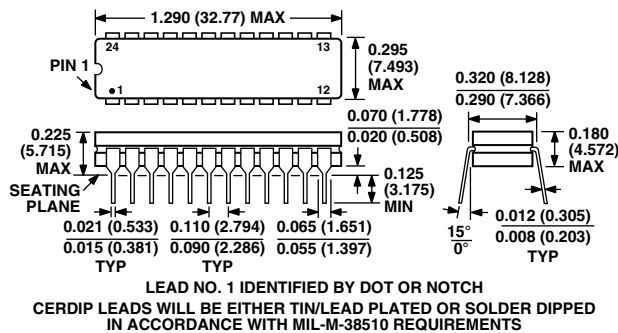 1.290 (32.77) MAX
24
13
PIN 1
1
12
0.295
(7.493)
MAX
0.320 (8.128)
0.290 (7.366)
0.070 (1.778)
0.020 (0.508)
0.225
(5.715)
MAX
0.180
(4.572)
MAX
SEATING
PLANE
0.125
(3.175)
MIN
0.021 (0.533)
0.015 (0.381)
TYP
0.110 (2.794)
0.090 (2.286)
TYP
0.065 (1.651)
0.055 (1.397)
15°
0°
0.012 (0.305)
0.008 (0.203)
TYP
LEAD NO. 1 IDENTIFIED BY DOT OR NOTCH
CERDIP LEADS WILL BE EITHER TIN/LEAD PLATED OR SOLDER DIPPED
IN ACCORDANCE WITH MIL-M-38510 REQUIREMENTS